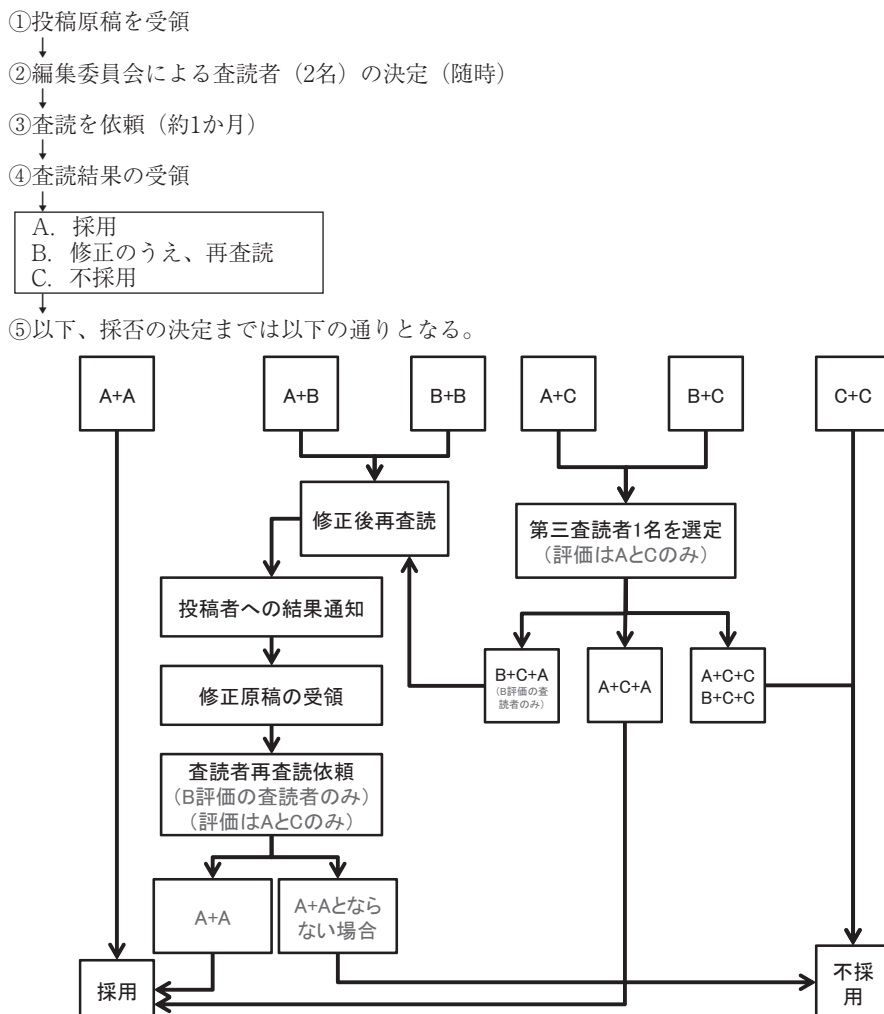 ①投稿原稿を受領
↓
②編集委員会による査読者（2名）の決定（随時）
↓
③査読を依頼（約1か月）
↓
④査読結果の受領
↓
A. 採用
B. 修正のうえ、再査読
C. 不採用
↓
⑤以下、採否の決定までは以下の通りとなる。
A+A
A+B
B+B
A+C
B+C
C+C
修正後再査読
第三査読者1名を選定
（評価はAとCのみ）
投稿者への結果通知
B+C+A
（B評価の査
読者のみ）
A+C+A
A+C+C
B+C+C
修正原稿の受領
査読者再査読依頼
（B評価の査読者のみ）
（評価はAとCのみ）
A+A
A+Aとなら
ない場合
採用
不採
用